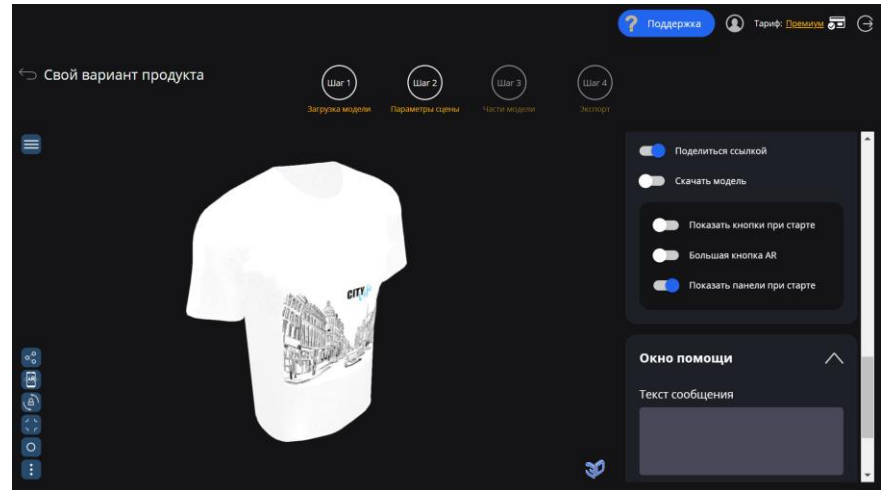 ? Поддержка
Тариф: Премиум
Свой вариант продукта
Шаг 1
Шаг 2
Шаг 3
Шаг 4
Загрузка модели
Параметры сцены
Части модели
Экспорт
Поделиться ссылкой
Скачать модель
Показать кнопки при старте
Большая кнопка AR
Показать панели при старте
CITY
AR
Окно помощи
Текст сообщения
3D